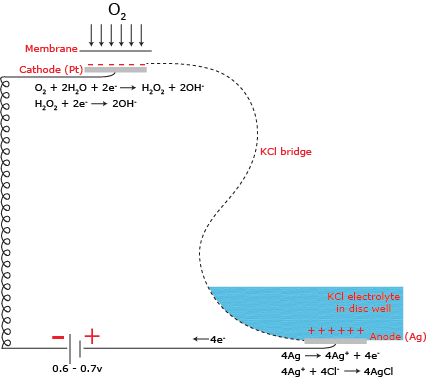 O₂
Membrane
Cathode (Pt)
O₂ + 2H₂O + 2e⁻ → H₂O₂ + 2OH⁻
H₂O₂ + 2e⁻ → 2OH⁻
KCl bridge
KCl electrolyte
in disc well
Anode (Ag)
4e⁻
4Ag → 4Ag⁺ + 4e⁻
4Ag⁺ + 4Cl⁻ → 4AgCl
0.6 - 0.7v